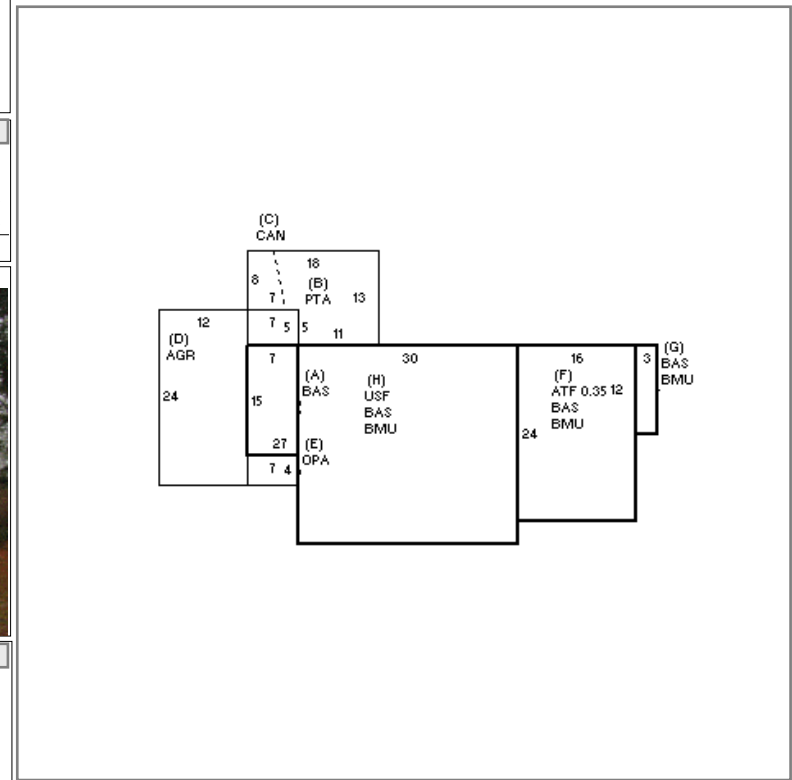 (C)
CAN
18
8
(B)
7
PTA
13
12
7
5
5
11
(D)
AGR
7
30
16
3
(G)
BAS
BMU
(A)
BAS
(H)
USF
BAS
BMU
(F)
ATF 0.35
12
BAS
BMU
24
15
24
27
(E)
OPA
7
4